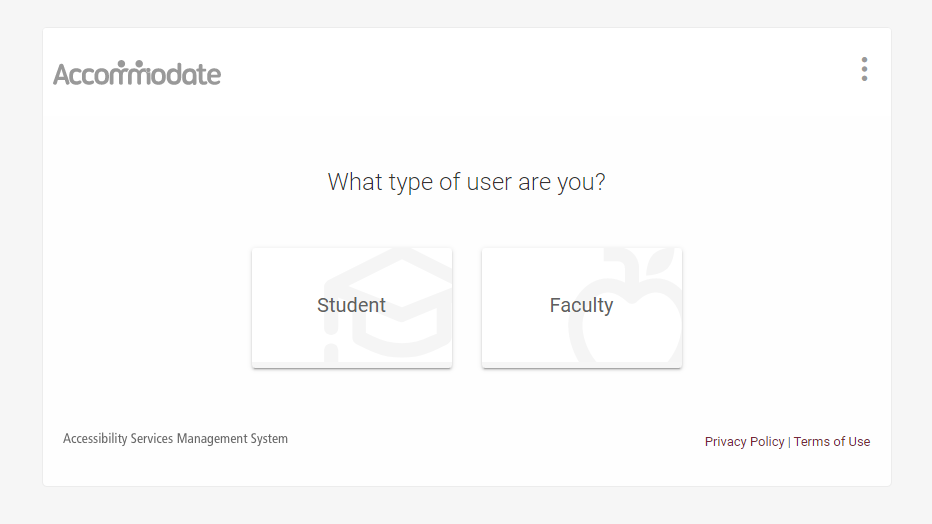 Accommodate
What type of user are you?
Student
Faculty
Accessibility Services Management System
Privacy Policy | Terms of Use